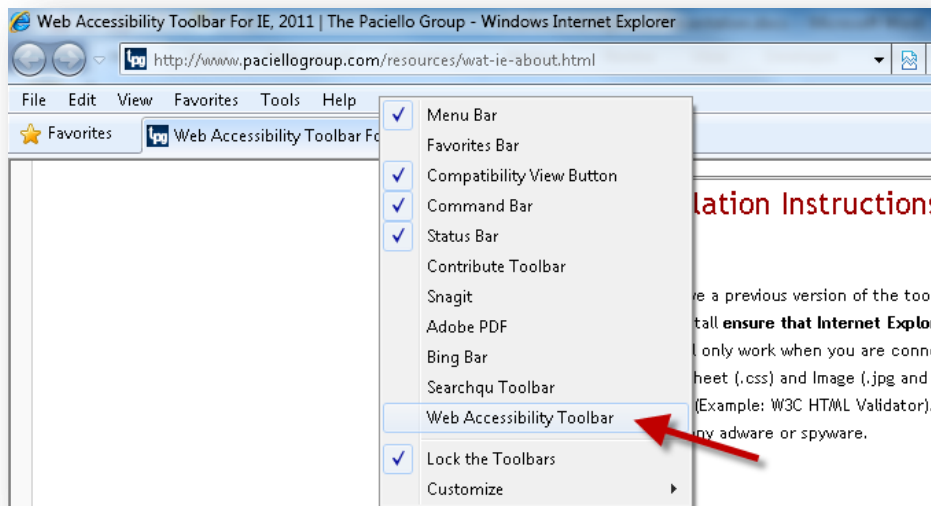 Web Accessibility Toolbar For IE, 2011 | The Paciello Group - Windows Internet Explorer
tpg http://www.paciellogroup.com/resources/wat-ie-about.html
File Edit View Favorites Tools Help
Favorites tpg Web Accessibility Toolbar Fo
Menu Bar
Favorites Bar
Compatibility View Button
Command Bar
Status Bar
Contribute Toolbar
Snagit
Adobe PDF
Bing Bar
Searchqu Toolbar
Web Accessibility Toolbar
Lock the Toolbars
Customize
lation Instructions
ve a previous version of the too
tall ensure that Internet Explo
l only work when you are conne
heet (.css) and Image (.jpg and
(Example: W3C HTML Validator).
ny adware or spyware.